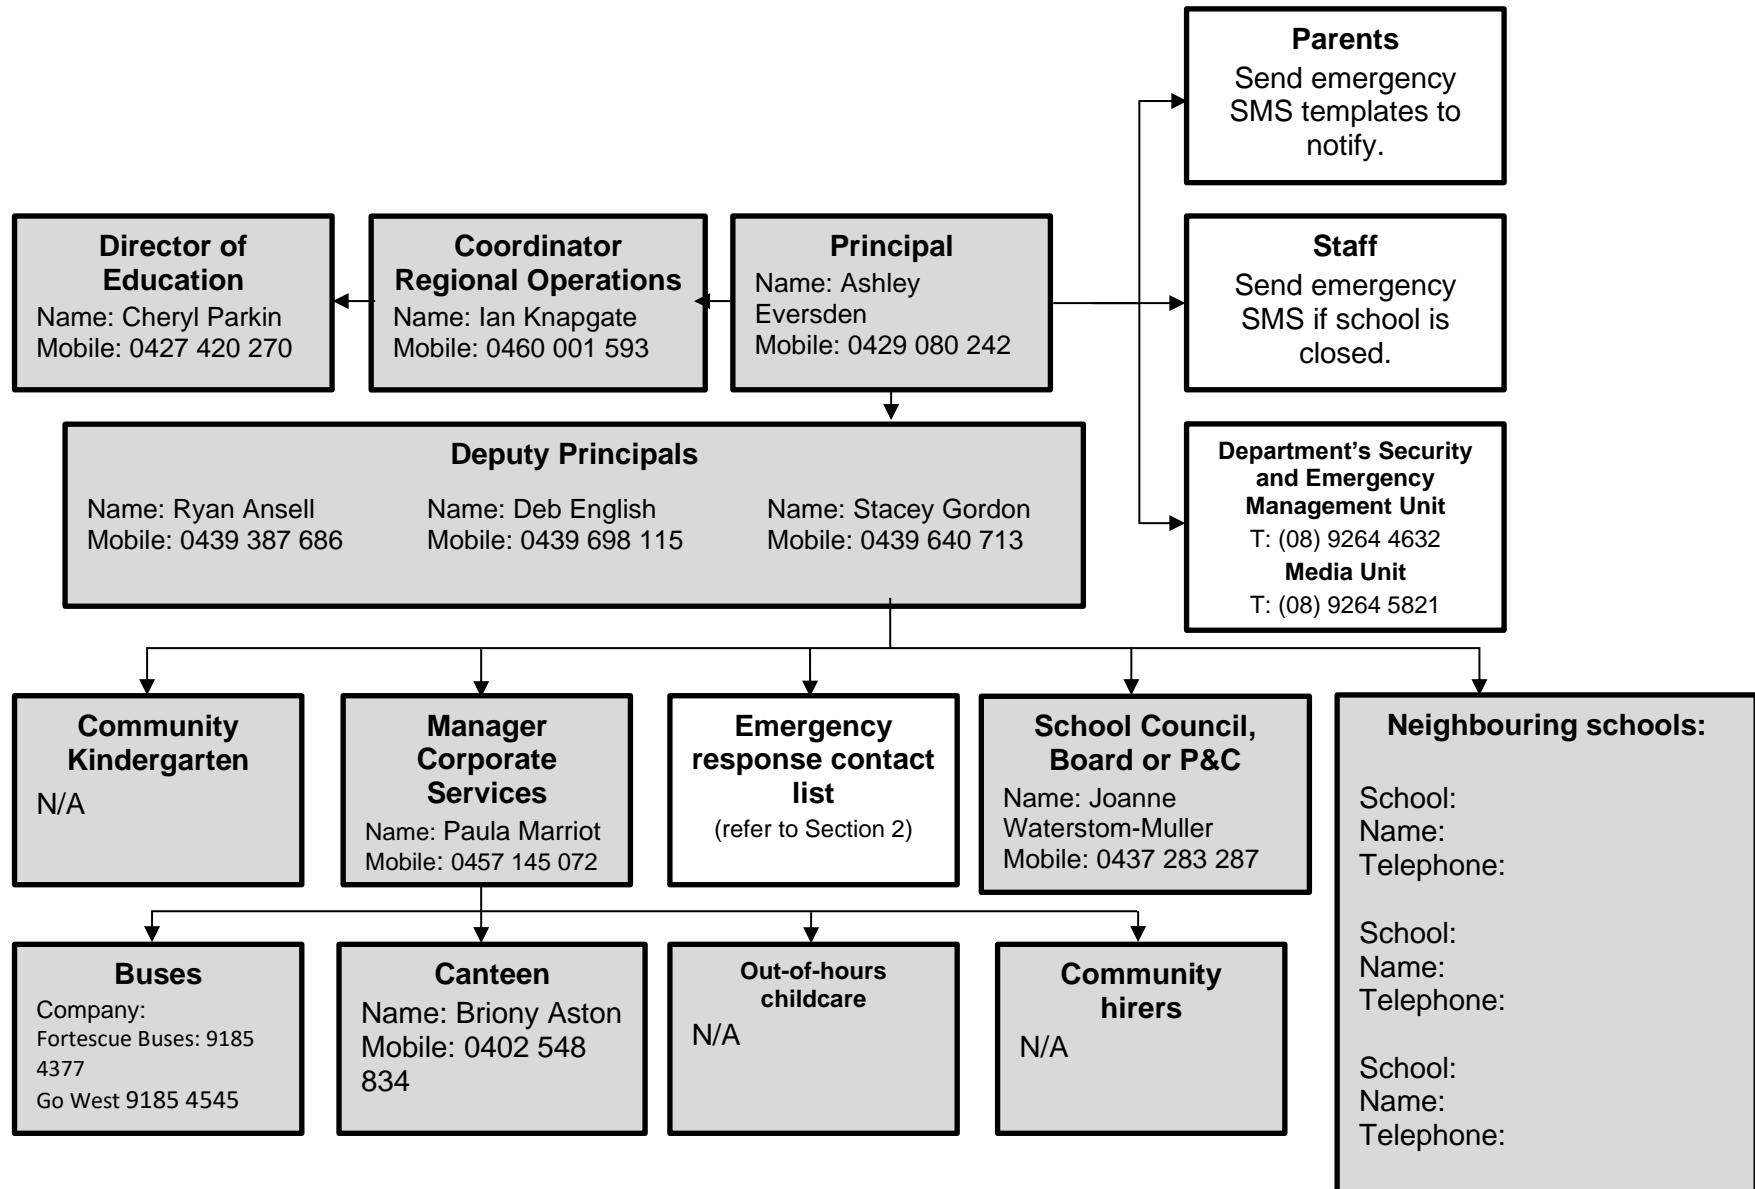 Parents
Send emergency
SMS templates to
notify.
Director of
Education
Name: Cheryl Parkin
Mobile: 0427 420 270
Coordinator
Regional Operations
Name: Ian Knapgate
Mobile: 0460 001 593
Principal
Name: Ashley
Eversden
Mobile: 0429 080 242
Staff
Send emergency
SMS if school is
closed.
Deputy Principals
Name: Ryan Ansell
Mobile: 0439 387 686
Name: Deb English
Mobile: 0439 698 115
Name: Stacey Gordon
Mobile: 0439 640 713
Department’s Security
and Emergency
Management Unit
T: (08) 9264 4632
Media Unit
T: (08) 9264 5821
Community
Kindergarten
N/A
Manager
Corporate
Services
Name: Paula Marriot
Mobile: 0457 145 072
Emergency
response contact
list
(refer to Section 2)
School Council,
Board or P&C
Name: Joanne
Waterstom-Muller
Mobile: 0437 283 287
Neighbouring schools:
School:
Name:
Telephone:
School:
Name:
Telephone:
School:
Name:
Telephone:
Buses
Company:
Fortescue Buses: 9185
4377
Go West 9185 4545
Canteen
Name: Briony Aston
Mobile: 0402 548
834
Out-of-hours
childcare
N/A
Community
hirers
N/A